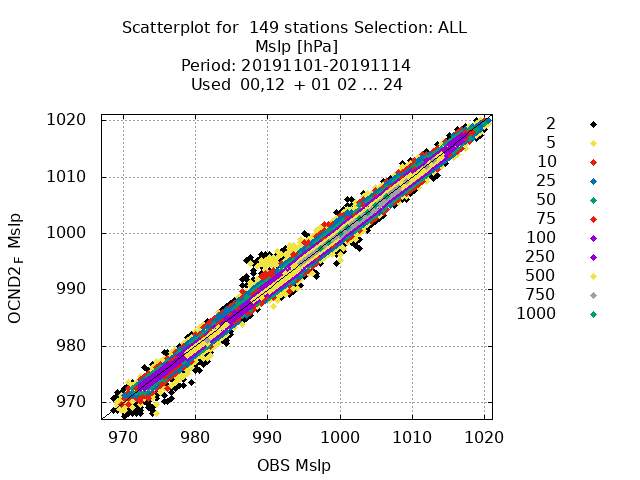 Scatterplot for  149 stations Selection: ALL
Mslp [hPa]
Period: 20191101-20191114
Used  00,12  + 01 02 ... 24
1020
1010
1000
990
980
970
970 980 990 1000 1010 1020
OCND2F Mslp
OBS Mslp
2
5
10
25
50
75
100
250
500
750
1000